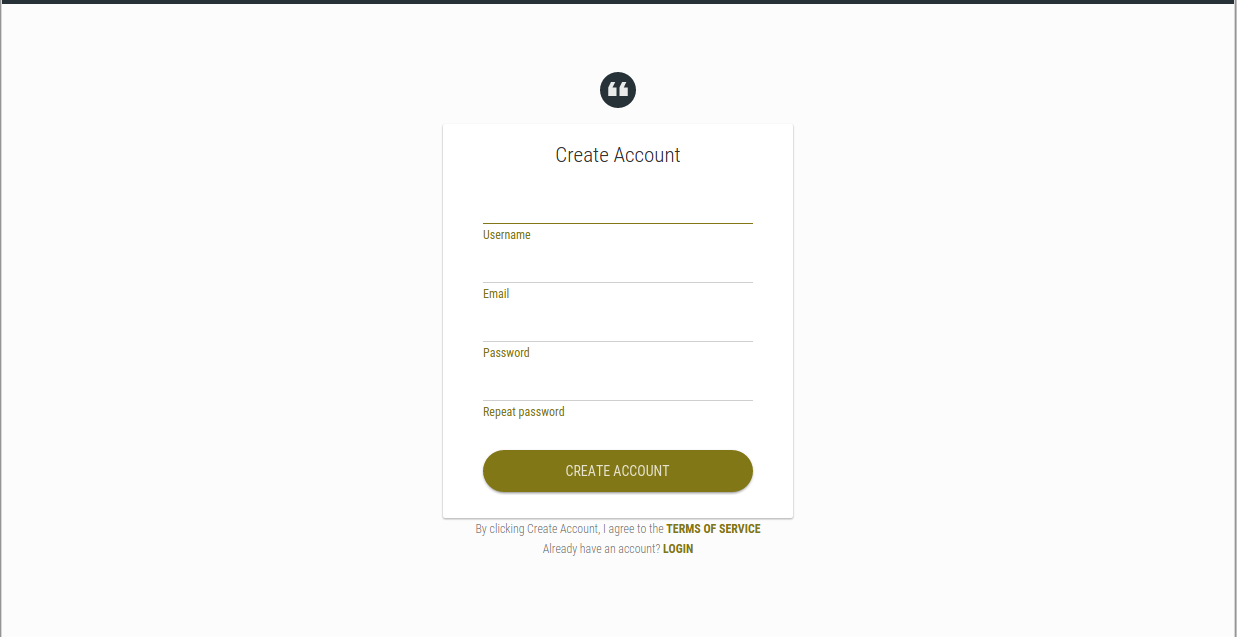 Create Account
Username
Email
Password
Repeat password
CREATE ACCOUNT
By clicking Create Account, I agree to the TERMS OF SERVICE
Already have an account? LOGIN